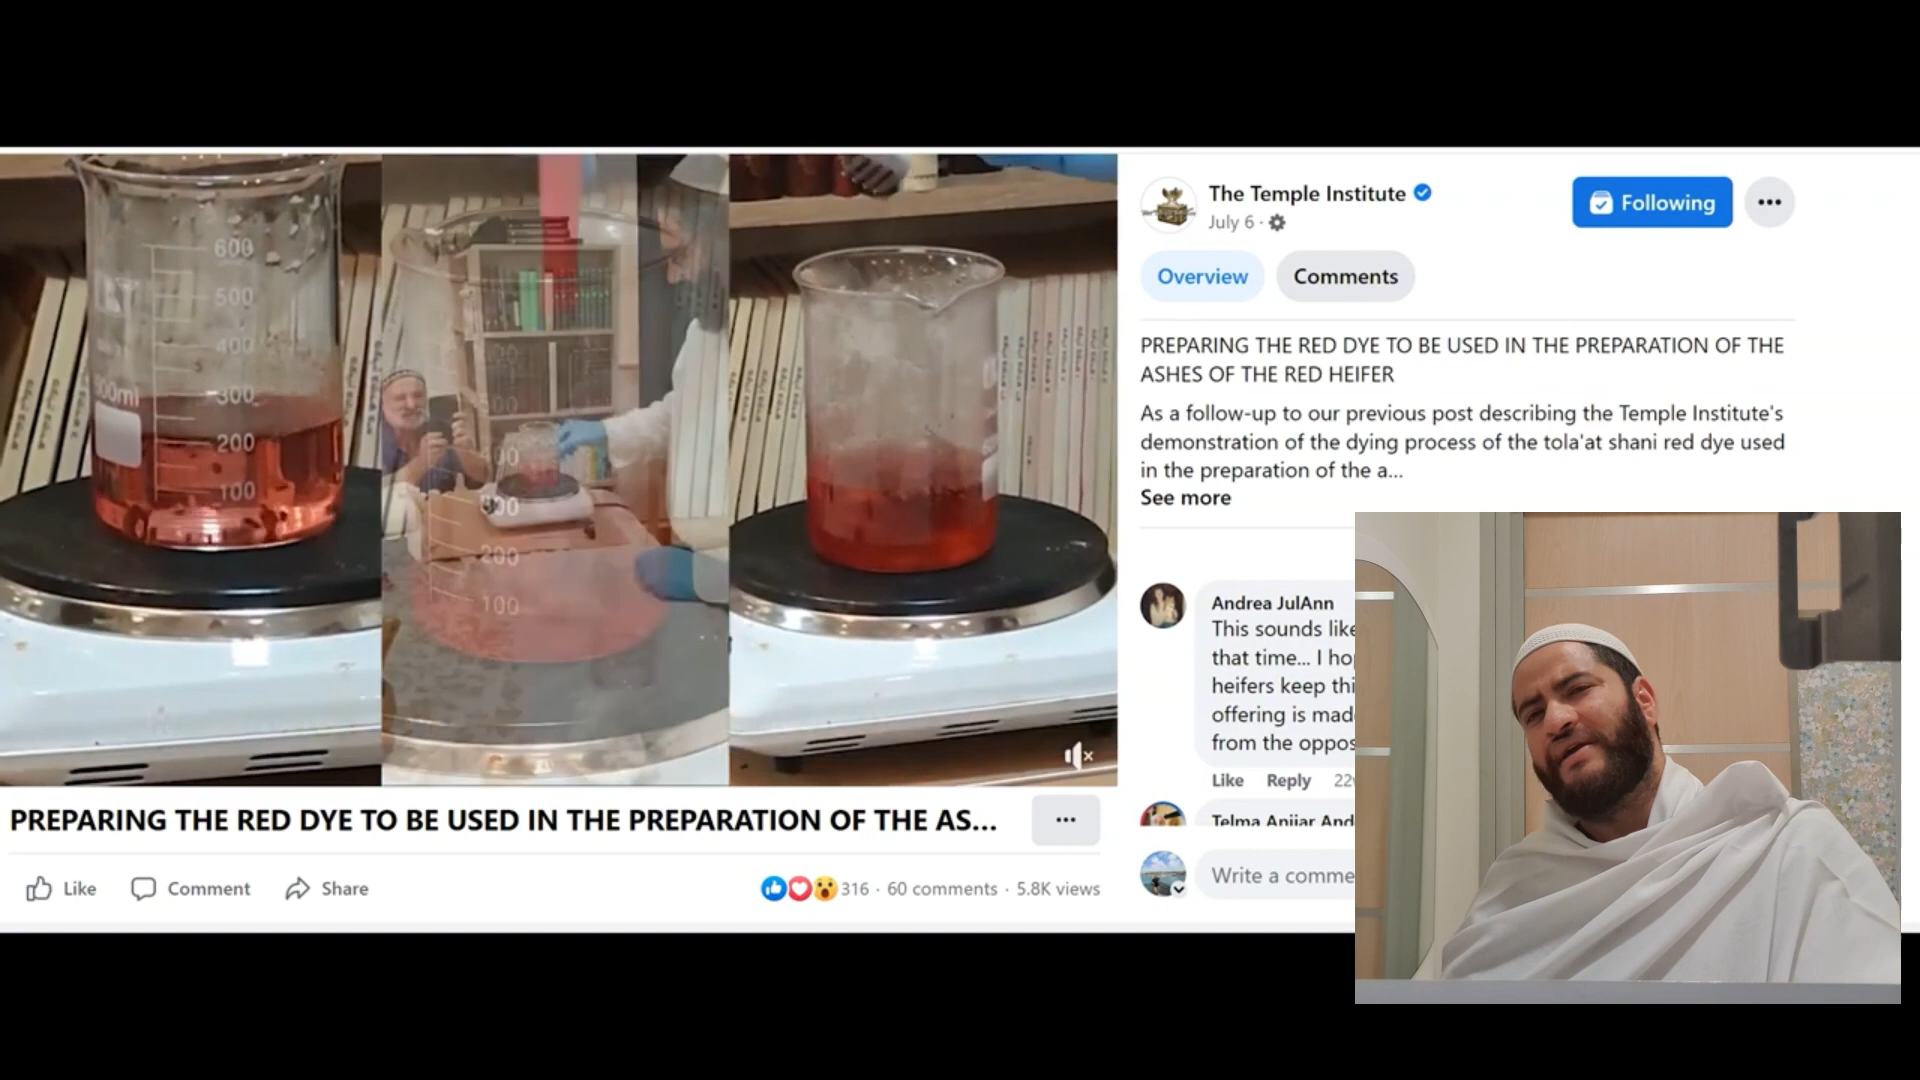 600
500
400
300
200
100
400
300
200
100
The Temple Institute
July 6 ·
Following
Overview
Comments
PREPARING THE RED DYE TO BE USED IN THE PREPARATION OF THE
ASHES OF THE RED HEIFER
As a follow-up to our previous post describing the Temple Institute's
demonstration of the dying process of the tola'at shani red dye used
in the preparation of the a...
See more
Andrea JulAnn
This sounds like
that time... I ho
heifers keep thi
offering is mad
from the oppos
Like Reply 22
Telma Anijar And
Write a comme
PREPARING THE RED DYE TO BE USED IN THE PREPARATION OF THE AS...
Like Comment Share
316 · 60 comments · 5.8K views